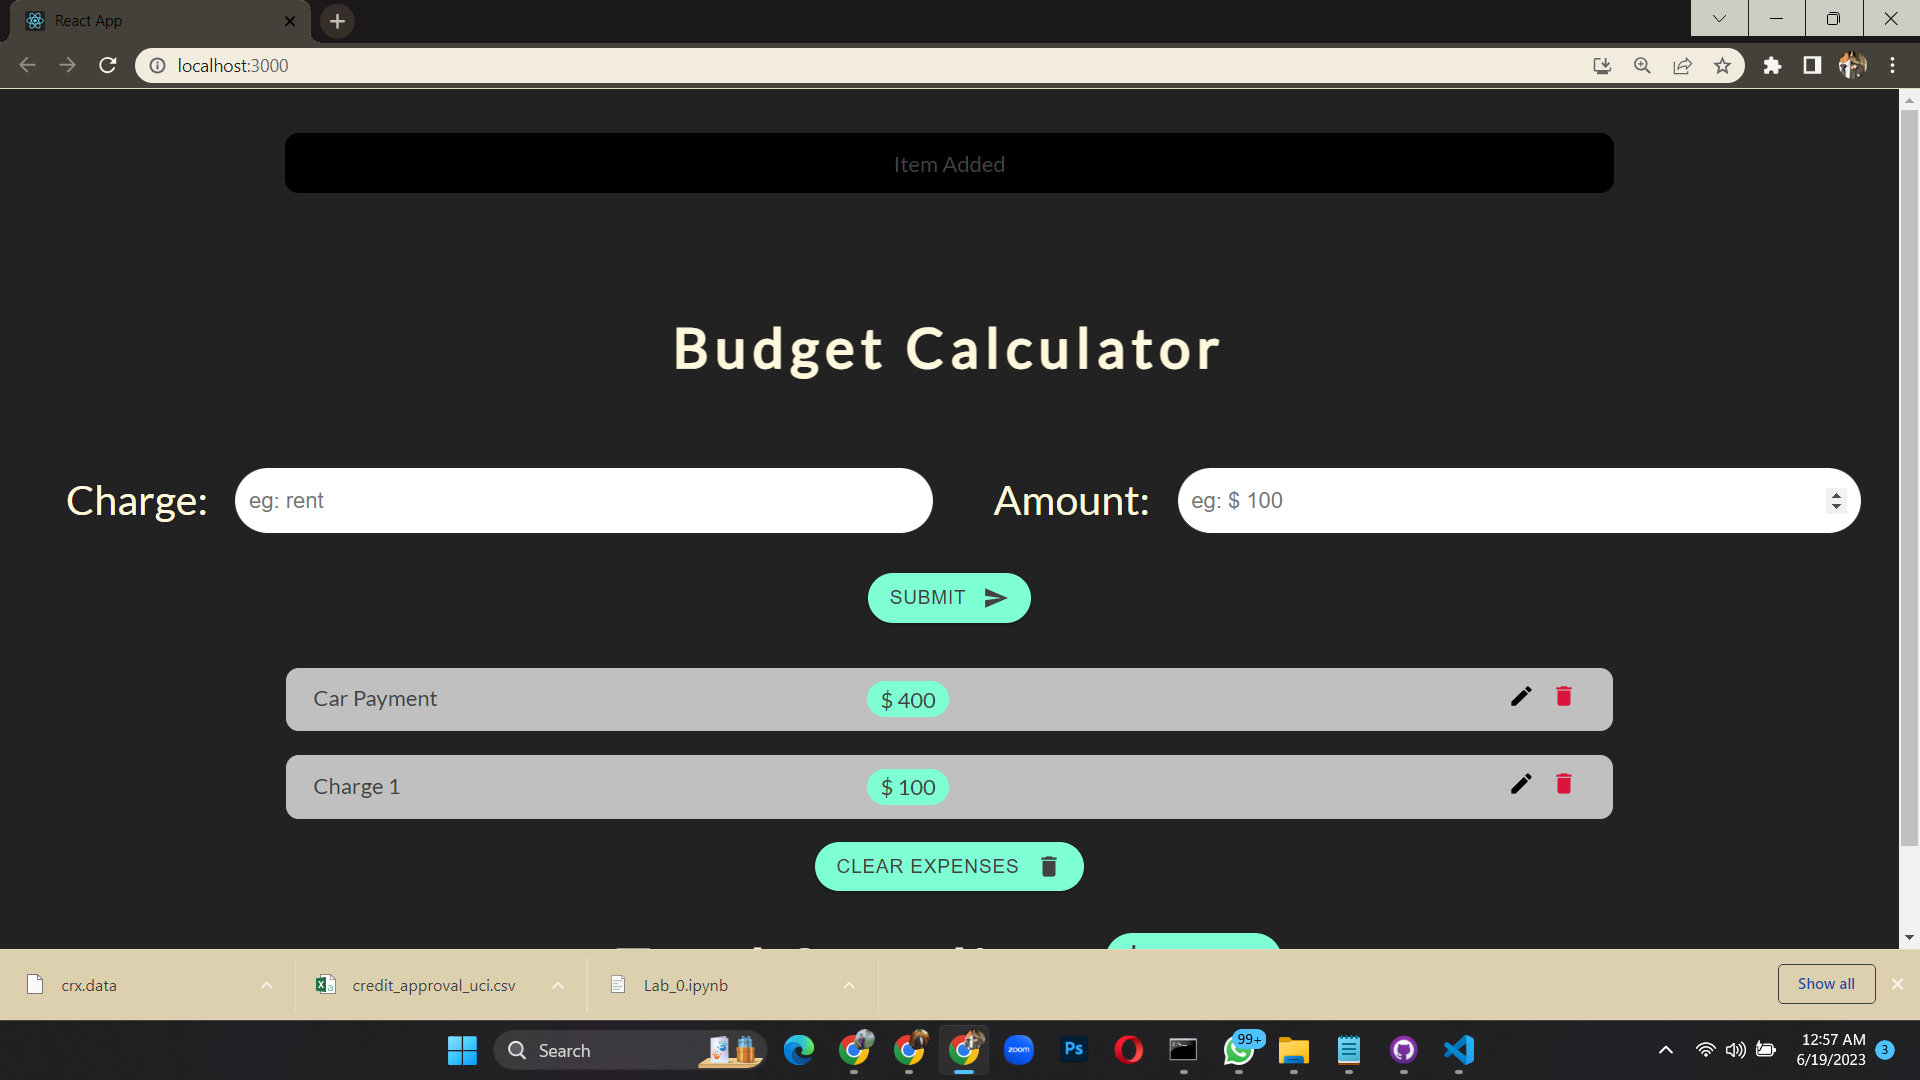 React App
localhost:3000
Item Added
Budget Calculator
Charge: eg: rent Amount: eg: $ 100
SUBMIT
Car Payment $ 400
Charge 1 $ 100
CLEAR EXPENSES
crx.data credit_approval_uci.csv Lab_0.ipynb Show all
Search zoom Ps 99+ 12:57 AM
6/19/2023 3